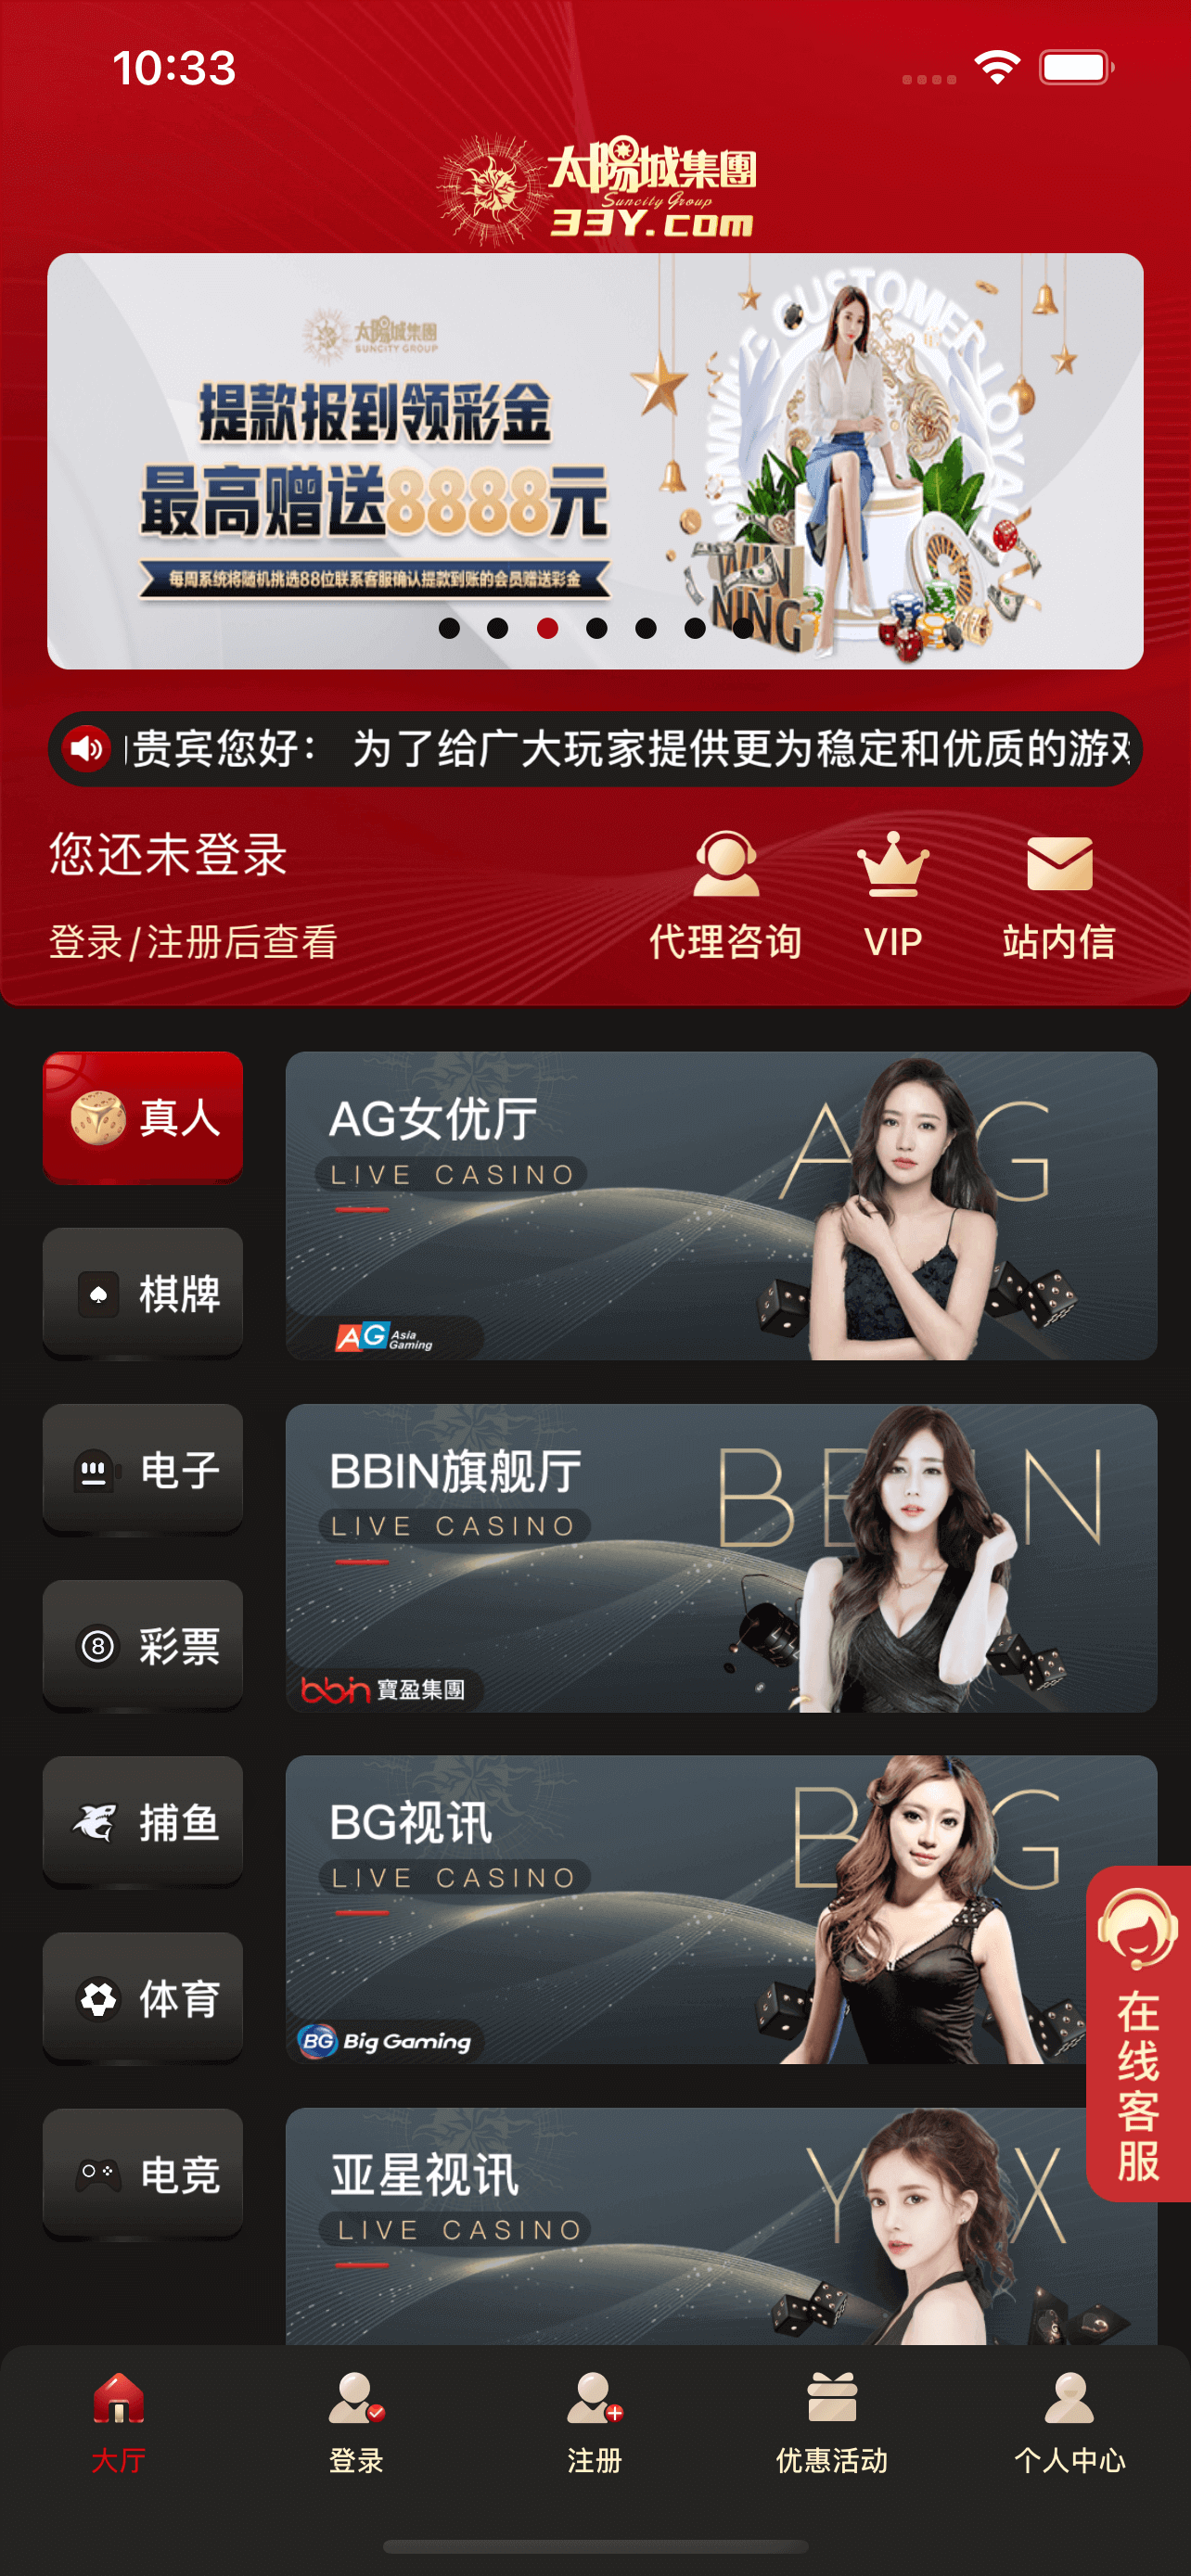 10:33
太陽城集團
Suncity Group
33Y.com
太陽城集團
SUNCITY GROUP
提款报到领彩金
最高赠送8888元
每周系统将随机挑选88位联系客服确认提款到账的会员赠送彩金
CUSTOMER LOYAL
WIN
NING
贵宾您好： 为了给广大玩家提供更为稳定和优质的游戏
您还未登录
登录/注册后查看
代理咨询
VIP
站内信
真人
棋牌
电子
彩票
捕鱼
体育
电竞
AG女优厅
LIVE CASINO
AG
AG Asia Gaming
BBIN旗舰厅
LIVE CASINO
BBIN
bbin 寶盈集團
BG视讯
LIVE CASINO
BG
BG Big Gaming
亚星视讯
LIVE CASINO
Y X
在线客服
大厅
登录
注册
优惠活动
个人中心